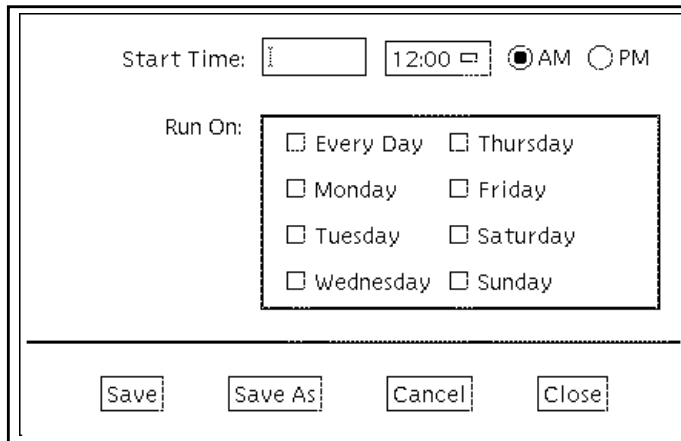 Start Time: 12:00 AM PM
Run On:
Every Day Thursday
Monday Friday
Tuesday Saturday
Wednesday Sunday
Save Save As Cancel Close